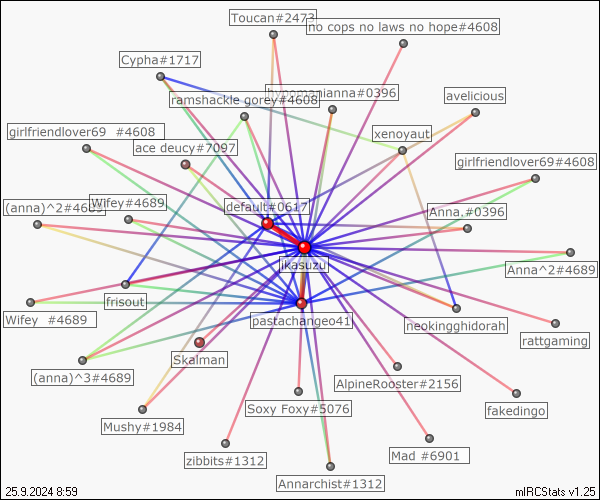 Toucan#2473
no cops no laws no hope#4608
Cypha#1717
hypomanianna#0396
avelicious
ramshackle gorey#4608
girlfriendlover69 #4608
xenoyaut
ace deucy#7097
girlfriendlover69#4608
(anna)^2#4689
Wifey#4689
default#0617
Anna.#0396
jikasuzu
Anna^2#4689
frisout
Wifey #4689
pastachangeo41
neokingghidorah
rattgaming
Skalman
(anna)^3#4689
AlpineRooster#2156
Soxy Foxy#5076
fakedingo
Mushy#1984
zibbits#1312
Mad #6901
Annarchist#1312
25.9.2024 8:59
mIRCStats v1.25